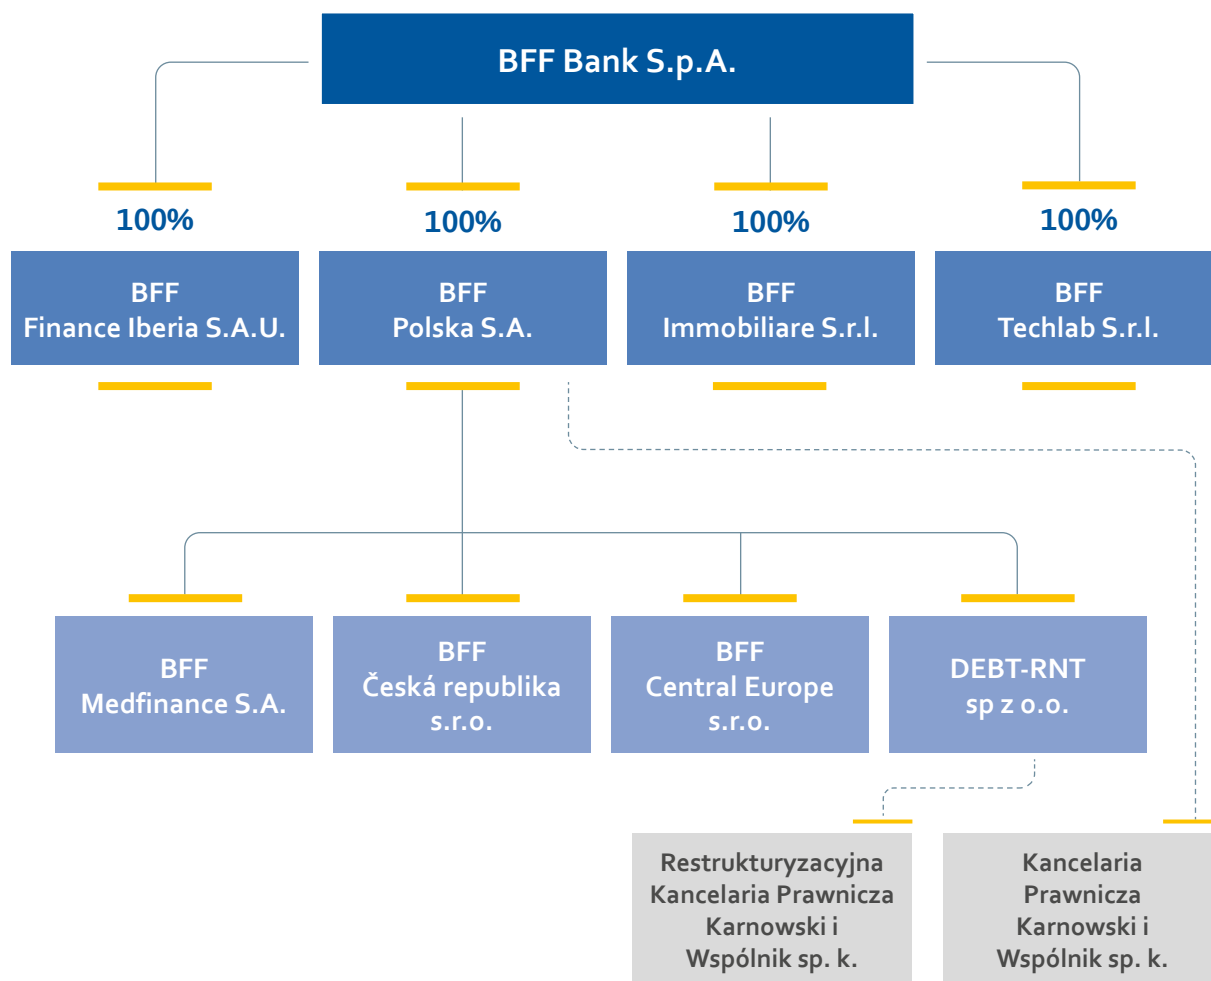 BFF Bank S.p.A.
100%
100%
100%
100%
BFF
Finance Iberia S.A.U.
BFF
Polska S.A.
BFF
Immobiliare S.r.l.
BFF
Techlab S.r.l.
BFF
Medfinance S.A.
BFF
Česká republika
s.r.o.
BFF
Central Europe
s.r.o.
DEBT-RNT
sp z o.o.
Restrukturyzacyjna
Kancelaria Prawnicza
Karnowski i
Wspólnik sp. k.
Kancelaria
Prawnicza
Karnowski i
Wspólnik sp. k.